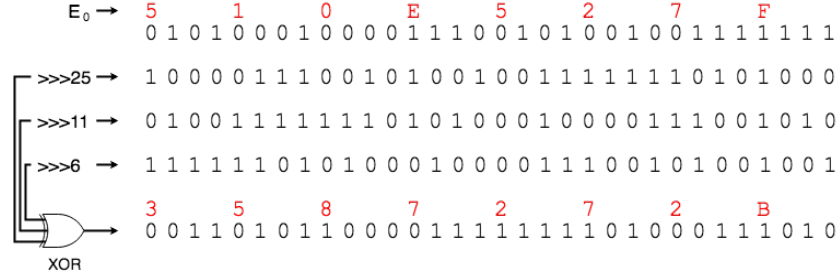 E0 → 5 1 0 E 5 2 7 F
0 1 0 1 0 0 0 1 0 0 0 0 1 1 1 0 0 1 0 1 0 0 1 0 0 1 1 1 1 1 1 1
>>>25 → 1 0 0 0 0 1 1 1 0 0 1 0 1 0 0 1 0 0 1 1 1 1 1 1 1 0 1 0 1 0 0 0
>>>11 → 0 1 0 0 1 1 1 1 1 1 1 0 1 0 1 0 0 0 1 0 0 0 0 1 1 1 0 0 1 0 1 0
>>>6 → 1 1 1 1 1 1 0 1 0 1 0 0 0 1 0 0 0 0 1 1 1 0 0 1 0 1 0 0 1 0 0 1
3 5 8 7 2 7 2 B
0 0 1 1 0 1 0 1 1 0 0 0 0 1 1 1 1 1 1 1 1 0 1 0 0 0 1 1 1 0 1 0
XOR